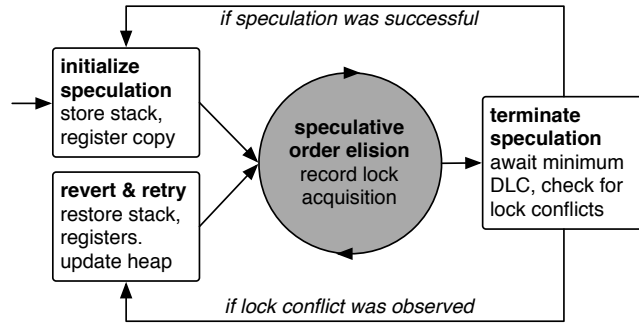 if speculation was successful
initialize
speculation
store stack,
register copy
speculative
order elision
record lock
acquisition
terminate
speculation
await minimum
DLC, check for
lock conflicts
revert & retry
restore stack,
registers.
update heap
if lock conflict was observed